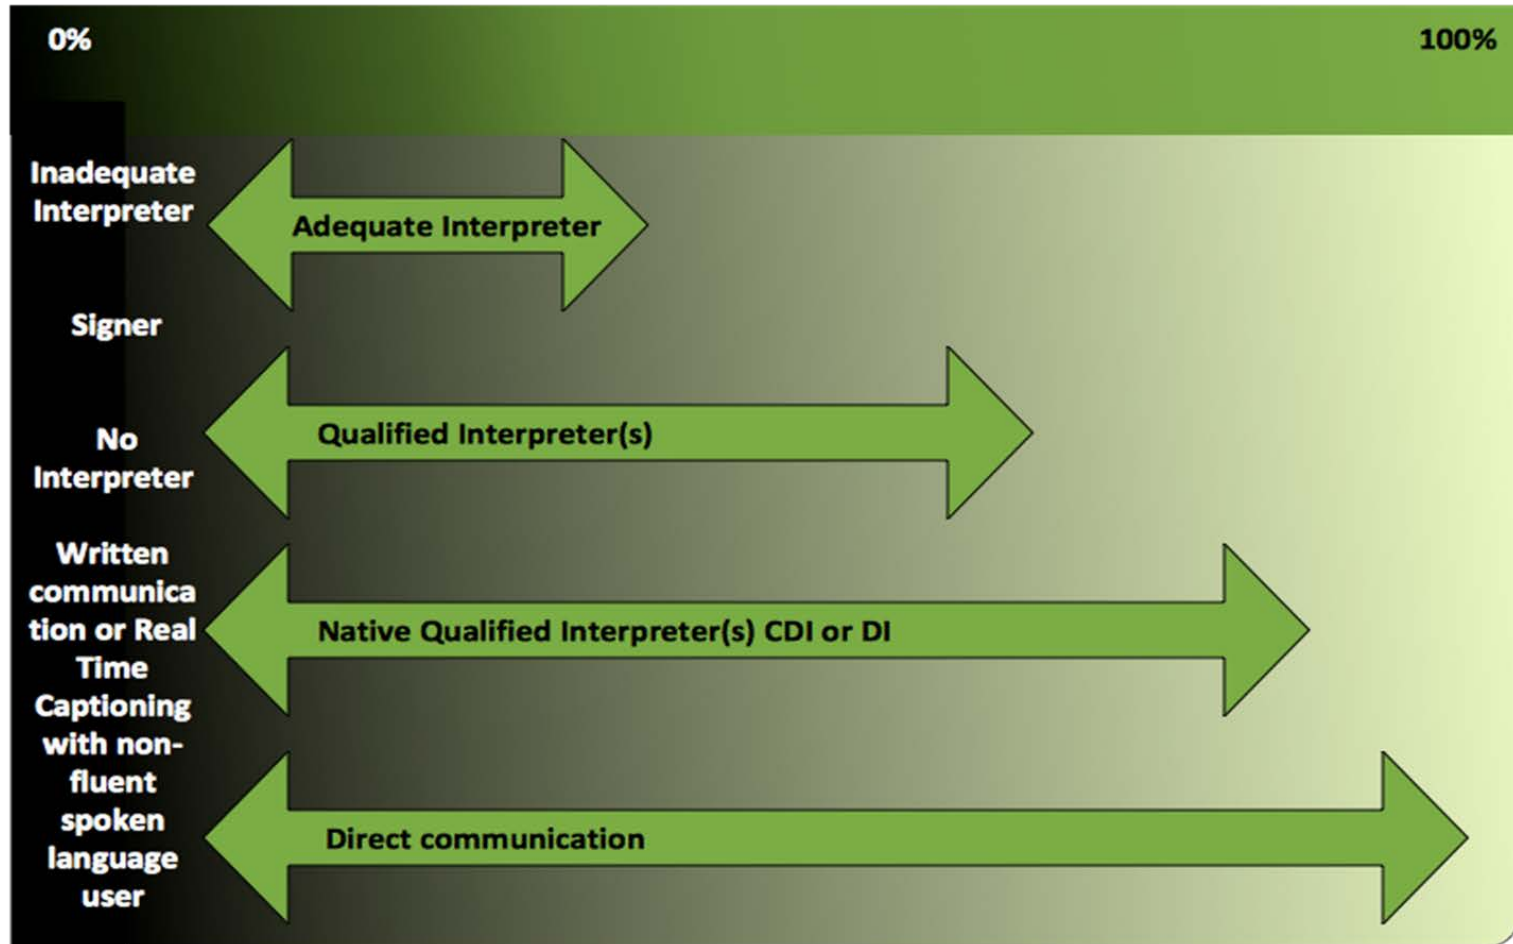 0%
100%
Inadequate
Interpreter
Adequate Interpreter
Signer
No
Interpreter
Qualified Interpreter(s)
Written
communica
tion or Real
Time
Captioning
with non-
fluent
spoken
language
user
Native Qualified Interpreter(s) CDI or DI
Direct communication